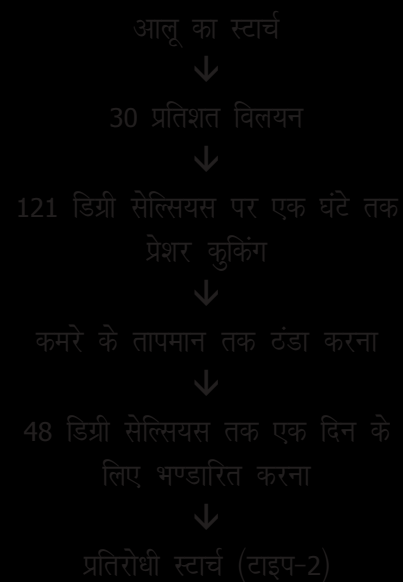 आलू का स्टार्च
↓
30 प्रतिशत विलयन
↓
121 डिग्री सेल्सियस पर एक घंटे तक
प्रेशर कुकिंग
↓
कमरे के तापमान तक ठंडा करना
↓
48 डिग्री सेल्सियस तक एक दिन के
लिए भण्डारित करना
↓
प्रतिरोधी स्टार्च (टाइप-2)